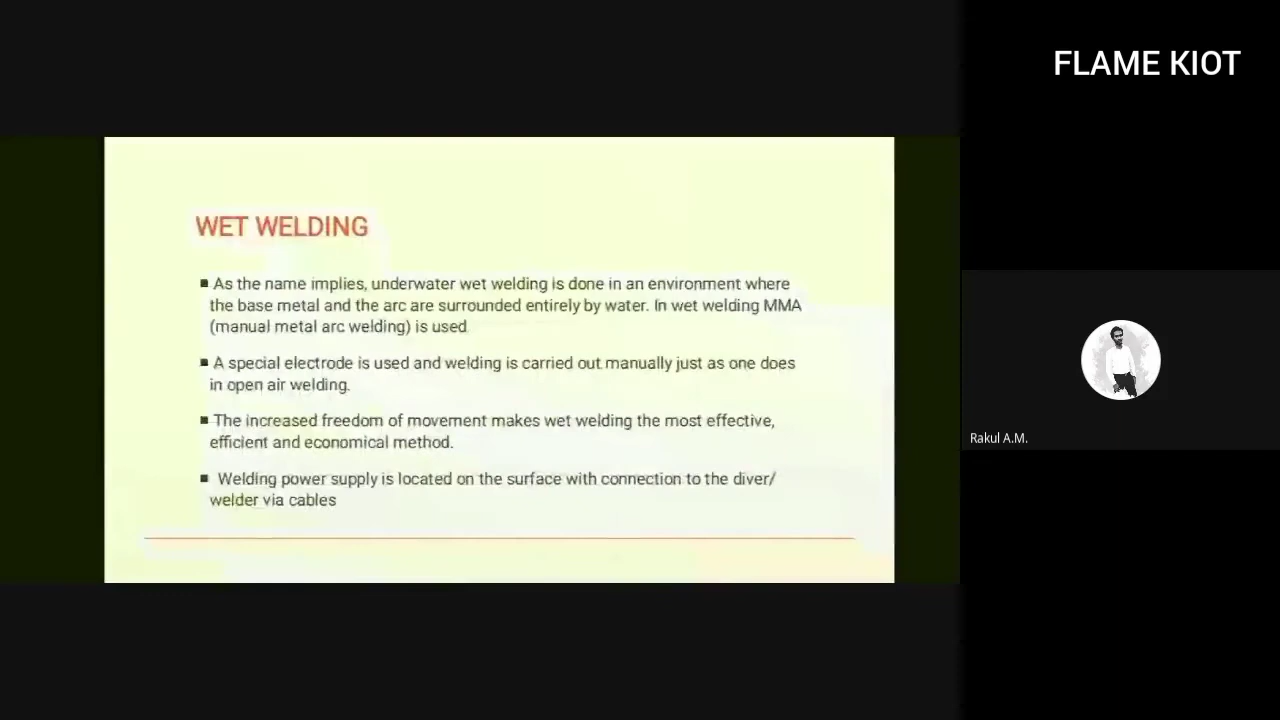 FLAME KIOT
WET WELDING
■ As the name implies, underwater wet welding is done in an environment where
the base metal and the arc are surrounded entirely by water. In wet welding MMA
(manual metal arc welding) is used
■ A special electrode is used and welding is carried out manually just as one does
in open air welding.
■ The increased freedom of movement makes wet welding the most effective,
efficient and economical method.
■ Welding power supply is located on the surface with connection to the diver/
welder via cables
Rakul A.M.